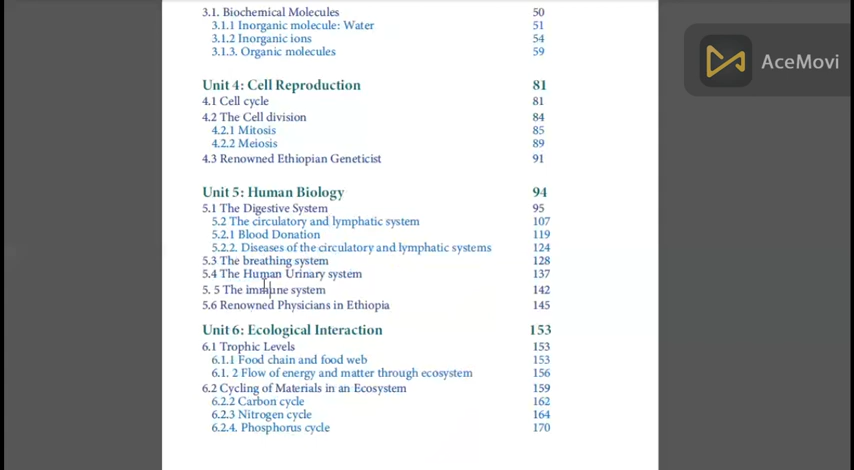 3.1. Biochemical Molecules 50
3.1.1 Inorganic molecule: Water 51
3.1.2 Inorganic ions 54
3.1.3. Organic molecules 59
AceMovi
Unit 4: Cell Reproduction 81
4.1 Cell cycle 81
4.2 The Cell division 84
4.2.1 Mitosis 85
4.2.2 Meiosis 89
4.3 Renowned Ethiopian Geneticist 91
Unit 5: Human Biology 94
5.1 The Digestive System 95
5.2 The circulatory and lymphatic system 107
5.2.1 Blood Donation 119
5.2.2. Diseases of the circulatory and lymphatic systems 124
5.3 The breathing system 128
5.4 The Human Urinary system 137
5. 5 The immune system 142
5.6 Renowned Physicians in Ethiopia 145
Unit 6: Ecological Interaction 153
6.1 Trophic Levels 153
6.1.1 Food chain and food web 153
6.1. 2 Flow of energy and matter through ecosystem 156
6.2 Cycling of Materials in an Ecosystem 159
6.2.2 Carbon cycle 162
6.2.3 Nitrogen cycle 164
6.2.4. Phosphorus cycle 170